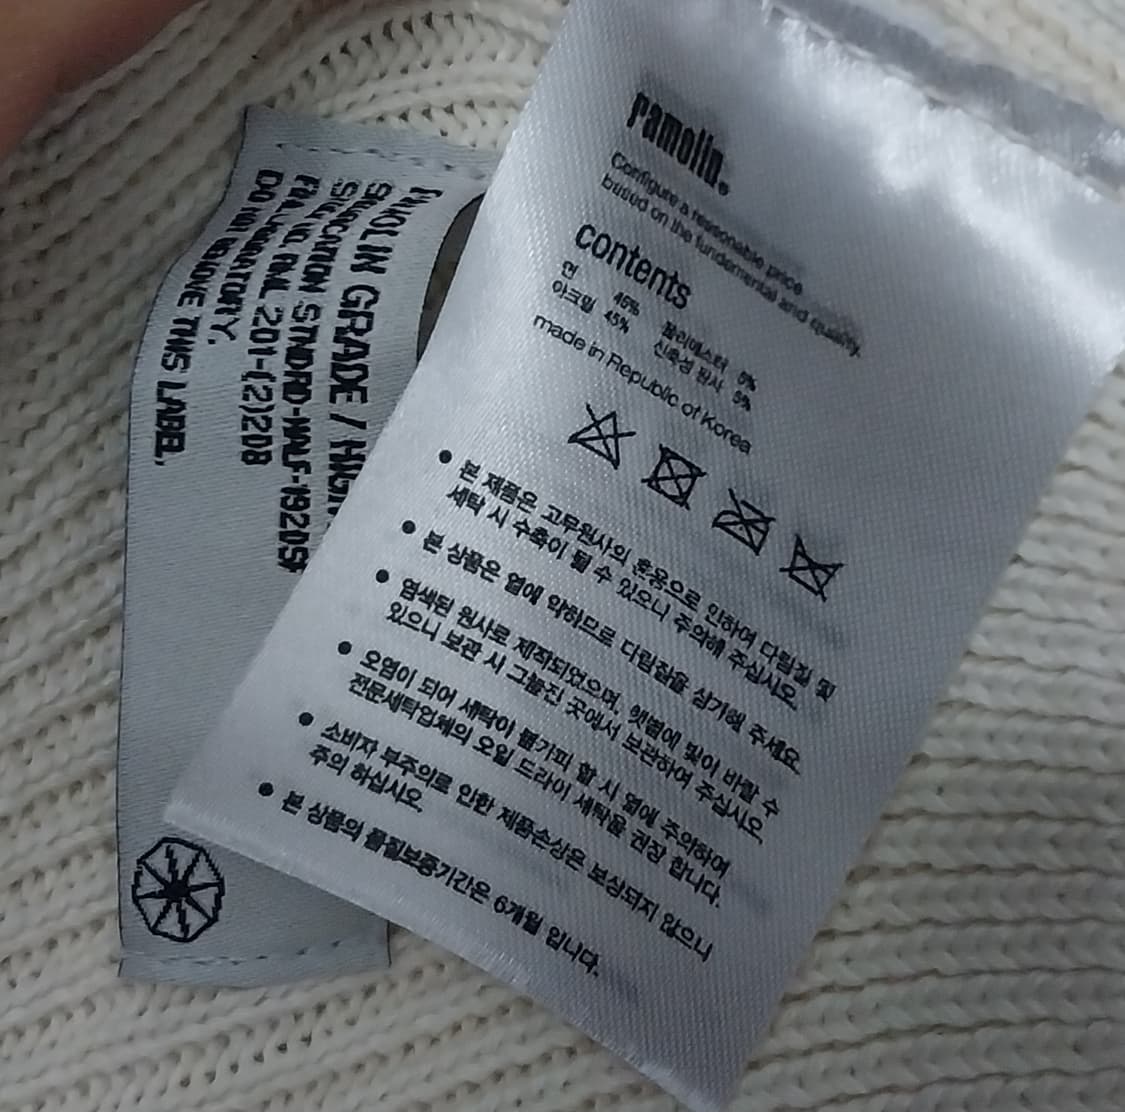 ramolin®
Configure a reasonable price
based on the fundamental and quality.
contents
면 46% 폴리에스터 5%
아크릴 45% 신축성 원사 5%
made in Republic of Korea
• 본 제품은 고무원사의 혼용으로 인하여 다림질 및
세탁 시 수축이 될 수 있으니 주의해 주십시오.
• 본 상품은 열에 약하므로 다림질을 삼가해 주세요.
• 염색된 원사로 제작되었으며, 햇볕에 빛이 바랠 수
있으니 보관 시 그늘진 곳에서 보관하여 주십시오.
• 오염이 되어 세탁이 불가피 할 시 열에 주의하여
전문세탁업체의 오일 드라이 세탁을 권장 합니다.
• 소비자 부주의로 인한 제품손상은 보상되지 않으니
주의 하십시오.
• 본 상품의 품질보증기간은 6개월 입니다.
GRADE /
201-(2)208
DO NOT REMOVE THIS LABEL.